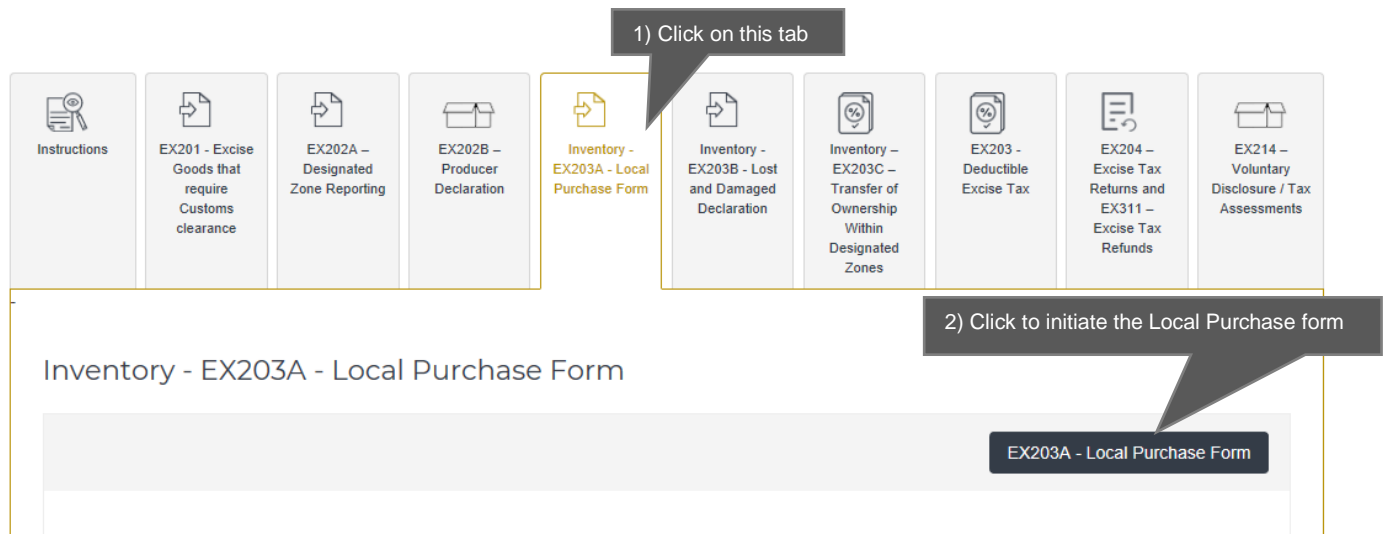 1) Click on this tab
Instructions
EX201 - Excise
Goods that
require
Customs
clearance
EX202A –
Designated
Zone Reporting
EX202B –
Producer
Declaration
Inventory -
EX203A - Local
Purchase Form
Inventory -
EX203B - Lost
and Damaged
Declaration
Inventory –
EX203C –
Transfer of
Ownership
Within
Designated
Zones
EX203 -
Deductible
Excise Tax
EX204 –
Excise Tax
Returns and
EX311 –
Excise Tax
Refunds
EX214 –
Voluntary
Disclosure / Tax
Assessments
-
2) Click to initiate the Local Purchase form
Inventory - EX203A - Local Purchase Form
EX203A - Local Purchase Form